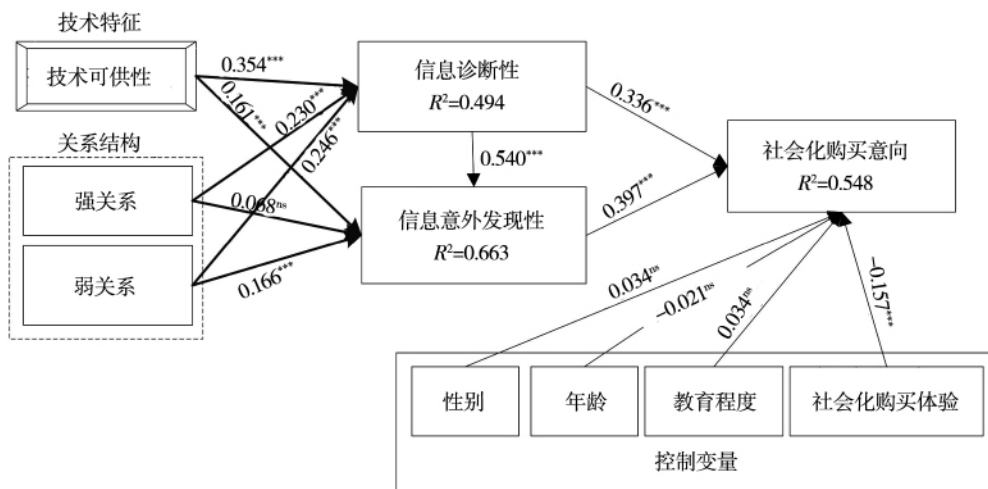 技术特征
技术可供性
关系结构
强关系
弱关系
0.354***
0.161***
0.230***
0.246***
0.068ns
0.166***
信息诊断性
R²=0.494
0.540***
信息意外发现性
R²=0.663
0.336***
0.397***
社会化购买意向
R²=0.548
0.034ns
−0.021ns
0.034ns
−0.157***
性别
年龄
教育程度
社会化购买体验
控制变量